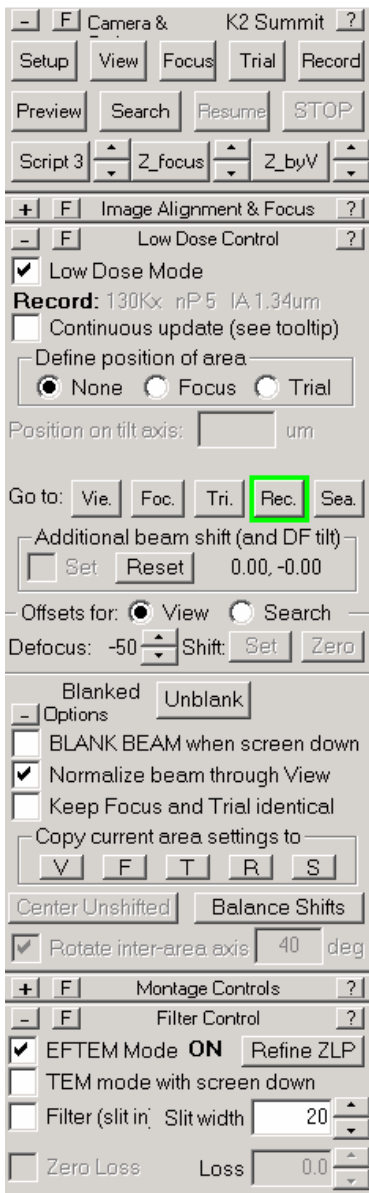 - F Camera & K2 Summit ?
Setup View Focus Trial Record
Preview Search Resume STOP
Script 3 Z_focus Z_byV
+ F Image Alignment & Focus ?
- F Low Dose Control ?
Low Dose Mode
Record: 130Kx nP 5 IA 1.34um
Continuous update (see tooltip)
Define position of area
None Focus Trial
Position on tilt axis: um
Go to: Vie. Foc. Tri. Rec. Sea.
Additional beam shift (and DF tilt)
Set Reset 0.00, -0.00
Offsets for: View Search
Defocus: -50 Shift: Set Zero
Blanked Unblank
- Options
BLANK BEAM when screen down
Normalize beam through View
Keep Focus and Trial identical
Copy current area settings to
V F T R S
Center Unshifted Balance Shifts
Rotate inter-area axis 40 deg
+ F Montage Controls ?
- F Filter Control ?
EFTEM Mode ON Refine ZLP
TEM mode with screen down
Filter (slit in) Slit width 20
Zero Loss Loss 0.0